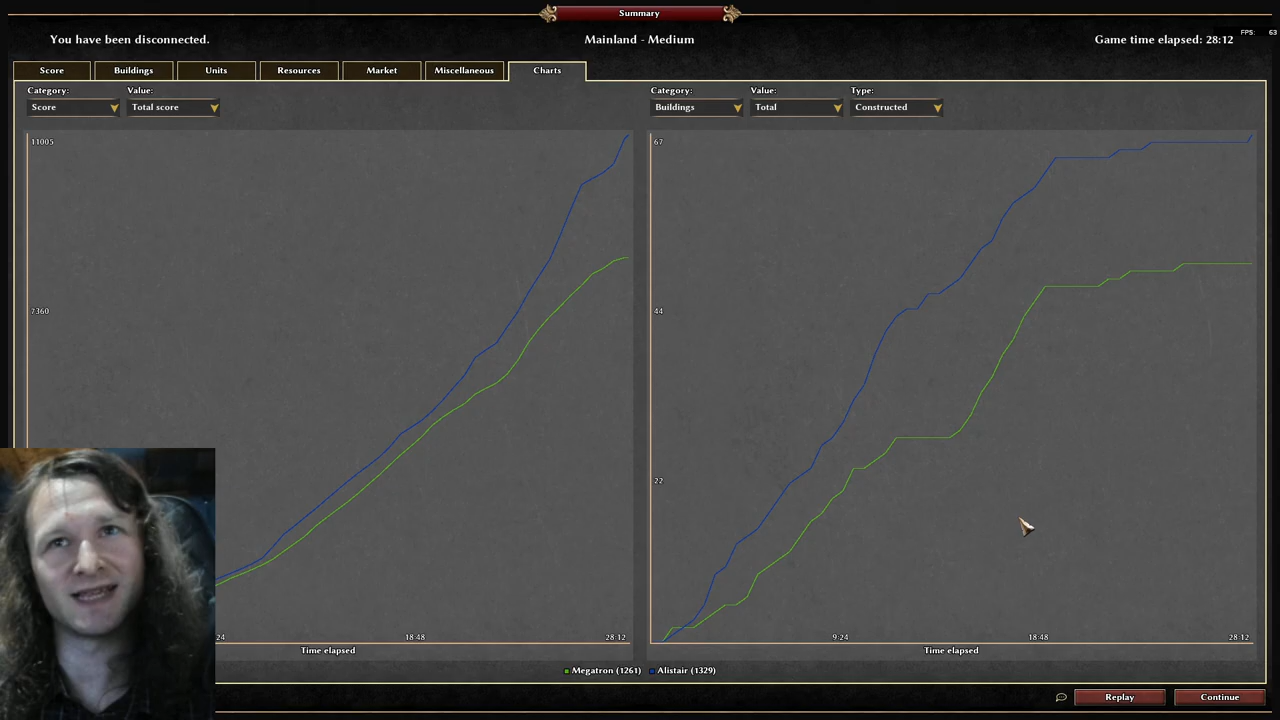 Summary
You have been disconnected.
Mainland - Medium
Game time elapsed: 28:12
FPS: 63
Score
Buildings
Units
Resources
Market
Miscellaneous
Charts
Category:
Value:
Score
Total score
Category:
Value:
Type:
Buildings
Total
Constructed
11005
7360
24
18:48
28:12
Time elapsed
67
44
22
9:24
18:48
28:12
Time elapsed
Megatron (1261)
Alistair (1329)
Replay
Continue